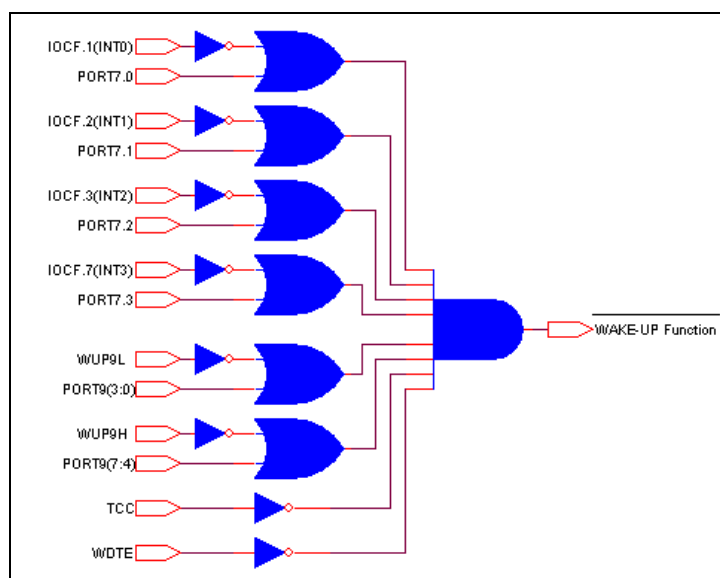 IOCF.1(INT0)
PORT7.0
IOCF.2(INT1)
PORT7.1
IOCF.3(INT2)
PORT7.2
IOCF.7(INT3)
PORT7.3
WUP9L
PORT9(3:0)
WUP9H
PORT9(7:4)
TCC
WDTE
WAKE-UP Function